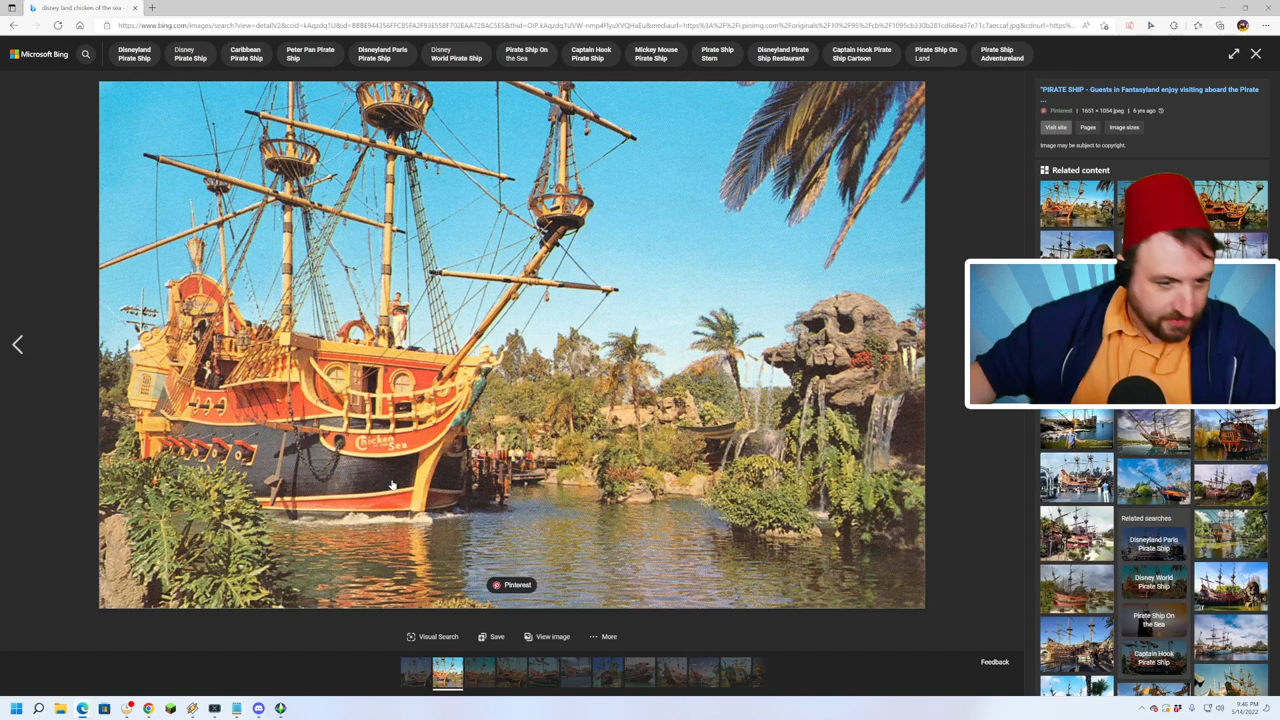 disney land chicken of the sea -
https://www.bing.com/images/search?view=detailV2&ccid=kAqzdq1U&id=BBBE944356FFC85FA2F93E558F702EAA72BAC5E5&thid=OIP.kAqzdq1UVW-nmp4FlyuXVQHaEu&mediaurl=https%3A%2F%2Fi.pinimg.com%2Foriginals%2F10%2F95%2Fcb%2F1095cb330b281cd66ea37e71c7aeccaf.jpg&cdnurl=https%3...
Microsoft Bing
Disneyland
Pirate Ship
Disney
Pirate Ship
Caribbean
Pirate Ship
Peter Pan Pirate
Ship
Disneyland Paris
Pirate Ship
Disney
World Pirate Ship
Pirate Ship On
the Sea
Captain Hook
Pirate Ship
Mickey Mouse
Pirate Ship
Pirate Ship
Stern
Disneyland Pirate
Ship Restaurant
Captain Hook Pirate
Ship Cartoon
Pirate Ship On
Land
Pirate Ship
Adventureland
"PIRATE SHIP - Guests in Fantasyland enjoy visiting aboard the Pirate
...
Pinterest | 1651 × 1054 jpeg | 6 yrs ago
Visit site Pages Image sizes
Image may be subject to copyright.
Related content
Chicken
OF THE Sea
Pinterest
Visual Search Save View image ··· More
Feedback
Related searches
Disneyland Paris
Pirate Ship
Disney World
Pirate Ship
Pirate Ship On
the Sea
Captain Hook
Pirate Ship
9:46 PM
5/14/2022